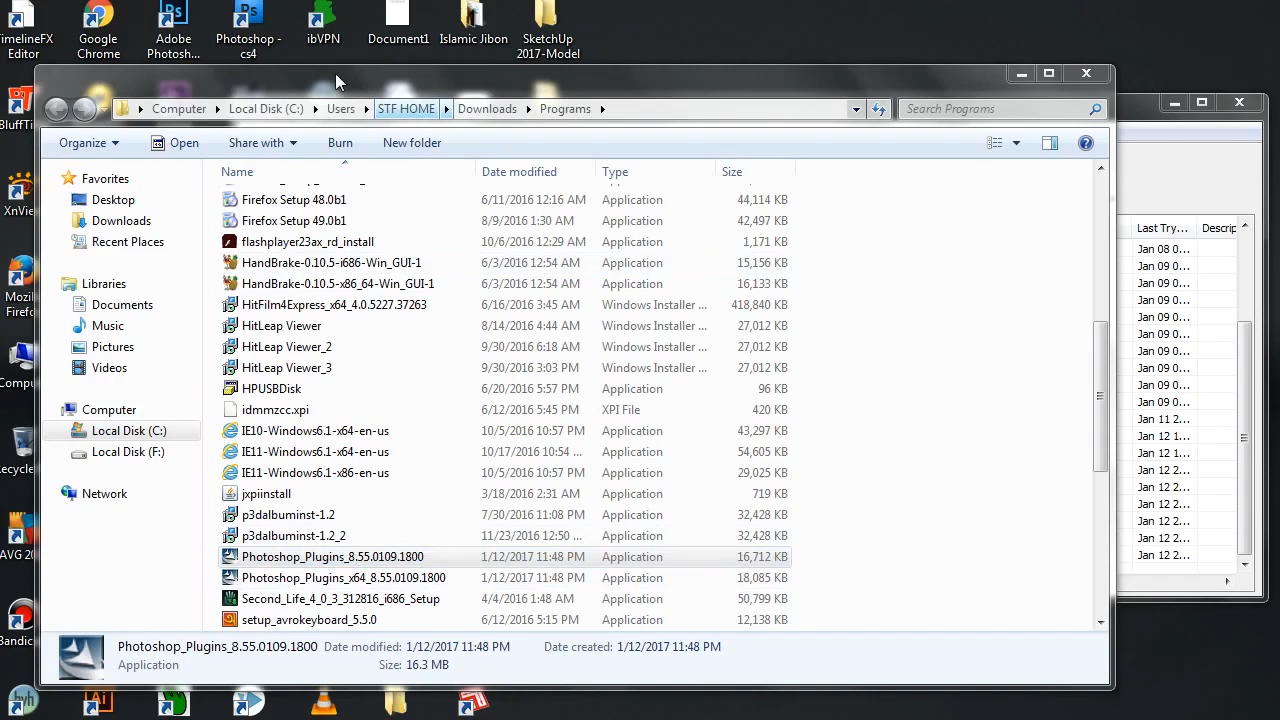 TimelineFX Editor
Google Chrome
Adobe Photosh...
Photoshop - cs4
ibVPN
Document1
Islamic Jibon
SketchUp 2017-Model
Computer
Local Disk (C:)
Users
STF HOME
Downloads
Programs
Search Programs
Organize
Open
Share with
Burn
New folder
Name
Date modified
Type
Size
Favorites
Desktop
Downloads
Recent Places
Libraries
Documents
Music
Pictures
Videos
Computer
Local Disk (C:)
Local Disk (F:)
Network
Firefox Setup 48.0b1 6/11/2016 12:16 AM Application 44,114 KB
Firefox Setup 49.0b1 8/9/2016 1:30 AM Application 42,497 KB
flashplayer23ax_rd_install 10/6/2016 12:29 AM Application 1,171 KB
HandBrake-0.10.5-i686-Win_GUI-1 6/3/2016 12:54 AM Application 15,156 KB
HandBrake-0.10.5-x86_64-Win_GUI-1 6/3/2016 12:54 AM Application 16,133 KB
HitFilm4Express_x64_4.0.5227.37263 6/16/2016 3:45 AM Windows Installer ... 418,840 KB
HitLeap Viewer 8/14/2016 4:44 AM Windows Installer ... 27,012 KB
HitLeap Viewer_2 9/30/2016 6:18 AM Windows Installer ... 27,012 KB
HitLeap Viewer_3 9/30/2016 3:03 PM Windows Installer ... 27,012 KB
HPUSBDisk 6/20/2016 5:57 PM Application 96 KB
idmmzcc.xpi 6/12/2016 5:45 PM XPI File 420 KB
IE10-Windows6.1-x64-en-us 10/5/2016 10:57 PM Application 43,297 KB
IE11-Windows6.1-x64-en-us 10/17/2016 10:54 ... Application 54,605 KB
IE11-Windows6.1-x86-en-us 10/5/2016 10:57 PM Application 29,025 KB
jxpiinstall 3/18/2016 2:31 AM Application 719 KB
p3dalbuminst-1.2 7/30/2016 11:08 PM Application 32,428 KB
p3dalbuminst-1.2_2 11/23/2016 12:50 ... Application 32,428 KB
Photoshop_Plugins_8.55.0109.1800 1/12/2017 11:48 PM Application 16,712 KB
Photoshop_Plugins_x64_8.55.0109.1800 1/12/2017 11:48 PM Application 18,085 KB
Second_Life_4_0_3_312816_i686_Setup 4/4/2016 1:48 AM Application 50,799 KB
setup_avrokeyboard_5.5.0 6/12/2016 5:15 PM Application 12,138 KB
Photoshop_Plugins_8.55.0109.1800 Date modified: 1/12/2017 11:48 PM Date created: 1/12/2017 11:48 PM
Application Size: 16.3 MB
Last Try... Descrip
Jan 08 0...
Jan 09 0...
Jan 09 0...
Jan 09 0...
Jan 09 0...
Jan 09 0...
Jan 09 0...
Jan 09 0...
Jan 09 0...
Jan 09 0...
Jan 11 2...
Jan 12 1...
Jan 12 1...
Jan 12 2...
Jan 12 2...
Jan 12 2...
Jan 12 2...
Jan 12 2...
Jan 12 2...
BluffTi
XnVie
Mozil
Firef
Compu
Recycle
AVG 20
Bandic
hyh
Ai